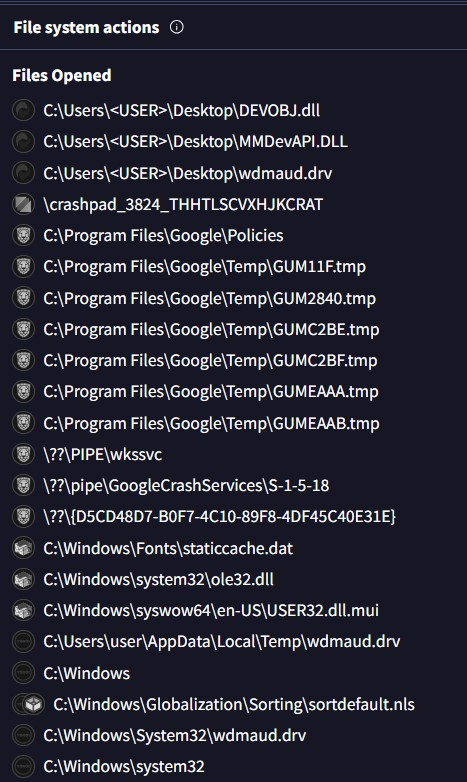 File system actions
Files Opened
C:\Users\<USER>\Desktop\DEVOBJ.dll
C:\Users\<USER>\Desktop\MMDevAPI.DLL
C:\Users\<USER>\Desktop\wdmaud.drv
\crashpad_3824_THHTLSCVXHJKCRAT
C:\Program Files\Google\Policies
C:\Program Files\Google\Temp\GUM11F.tmp
C:\Program Files\Google\Temp\GUM2840.tmp
C:\Program Files\Google\Temp\GUMC2BE.tmp
C:\Program Files\Google\Temp\GUMC2BF.tmp
C:\Program Files\Google\Temp\GUMEAAA.tmp
C:\Program Files\Google\Temp\GUMEAAB.tmp
\??\PIPE\wkssvc
\??\pipe\GoogleCrashServices\S-1-5-18
\??\{D5CD48D7-B0F7-4C10-89F8-4DF45C40E31E}
C:\Windows\Fonts\staticcache.dat
C:\Windows\system32\ole32.dll
C:\Windows\syswow64\en-US\USER32.dll.mui
C:\Users\user\AppData\Local\Temp\wdmaud.drv
C:\Windows
C:\Windows\Globalization\Sorting\sortdefault.nls
C:\Windows\System32\wdmaud.drv
C:\Windows\system32